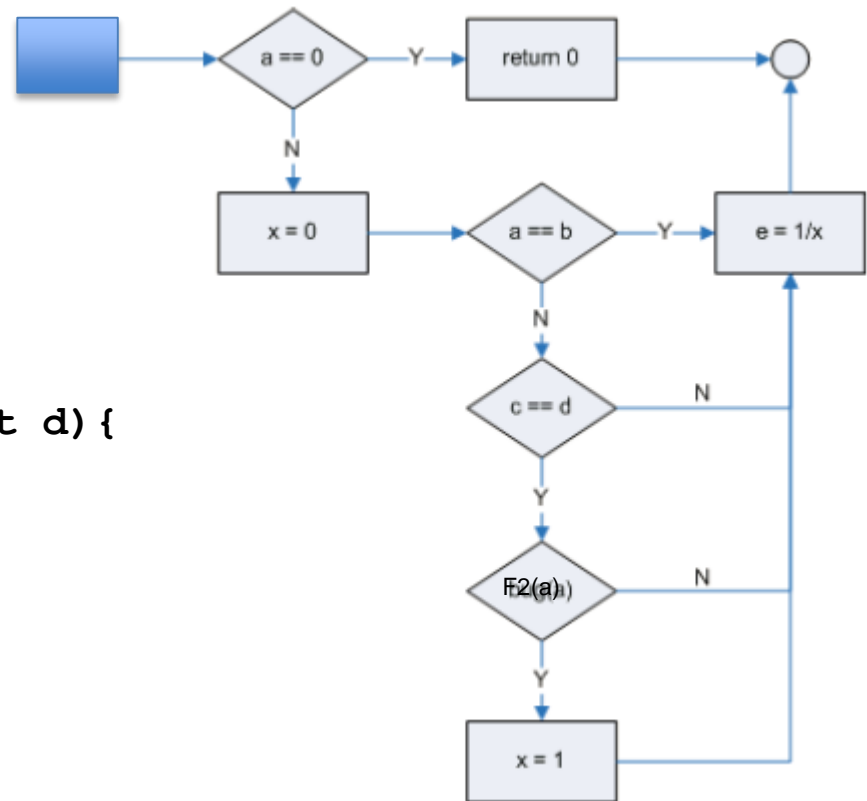 a == 0
Y
return 0
N
x = 0
a == b
Y
e = 1/x
N
t d) {
c == d
N
Y
F2(a)
N
Y
x = 1